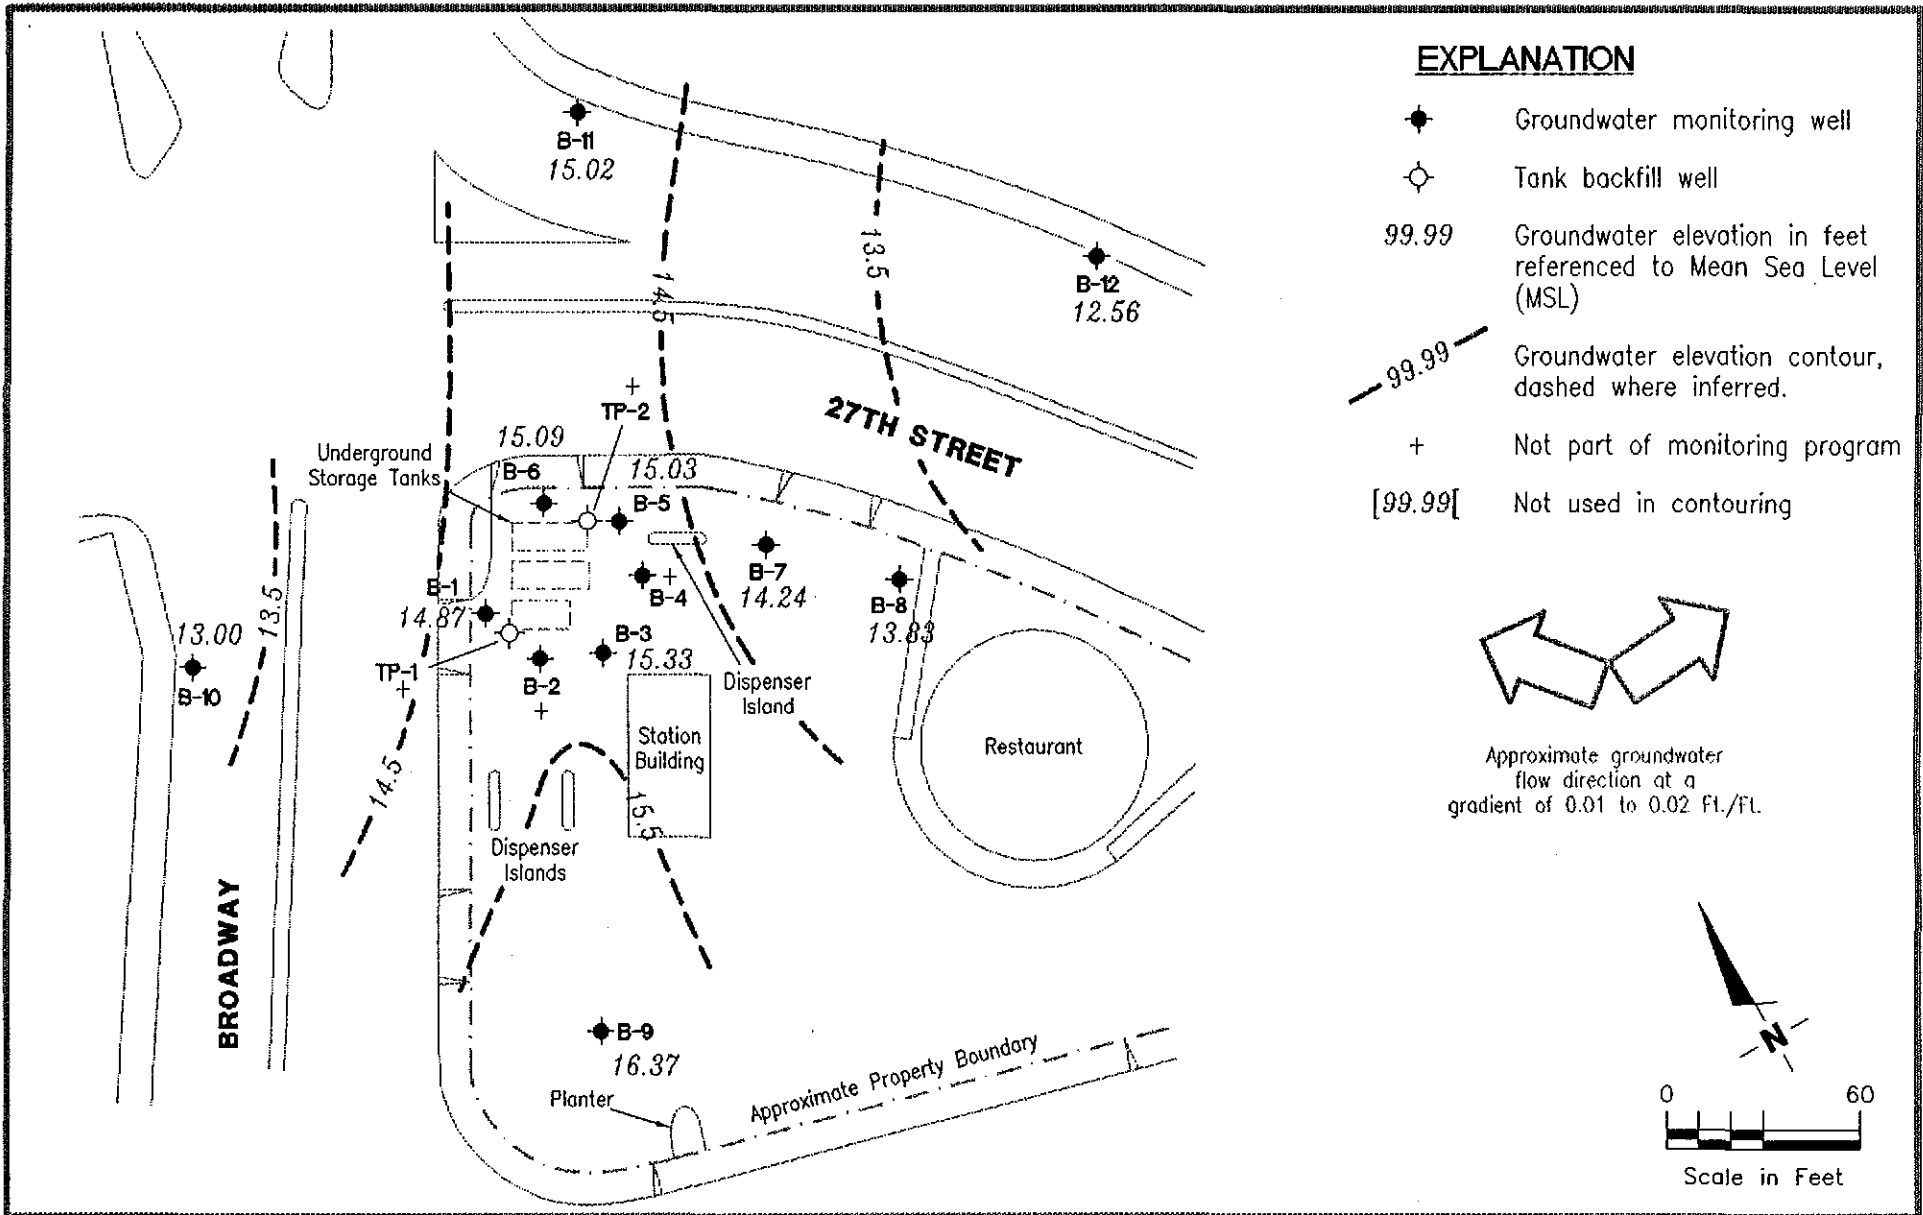 EXPLANATION
Groundwater monitoring well
Tank backfill well
99.99
Groundwater elevation in feet
referenced to Mean Sea Level
(MSL)
99.99
Groundwater elevation contour,
dashed where inferred.
+
Not part of monitoring program
[99.99[
Not used in contouring
Approximate groundwater
flow direction at a
gradient of 0.01 to 0.02 Ft./Ft.
N
0 60
Scale in Feet
B-11
15.02
13.5
B-12
12.56
14.5
TP-2
27TH STREET
15.09
Underground
Storage Tanks
B-6
15.03
B-5
B-7
14.24
B-4
B-8
13.83
B-1
14.87
13.5
13.00
B-10
B-3
15.33
TP-1
B-2
Dispenser
Island
Station
Building
Restaurant
14.5
15.5
Dispenser
Islands
BROADWAY
B-9
16.37
Planter
Approximate Property Boundary